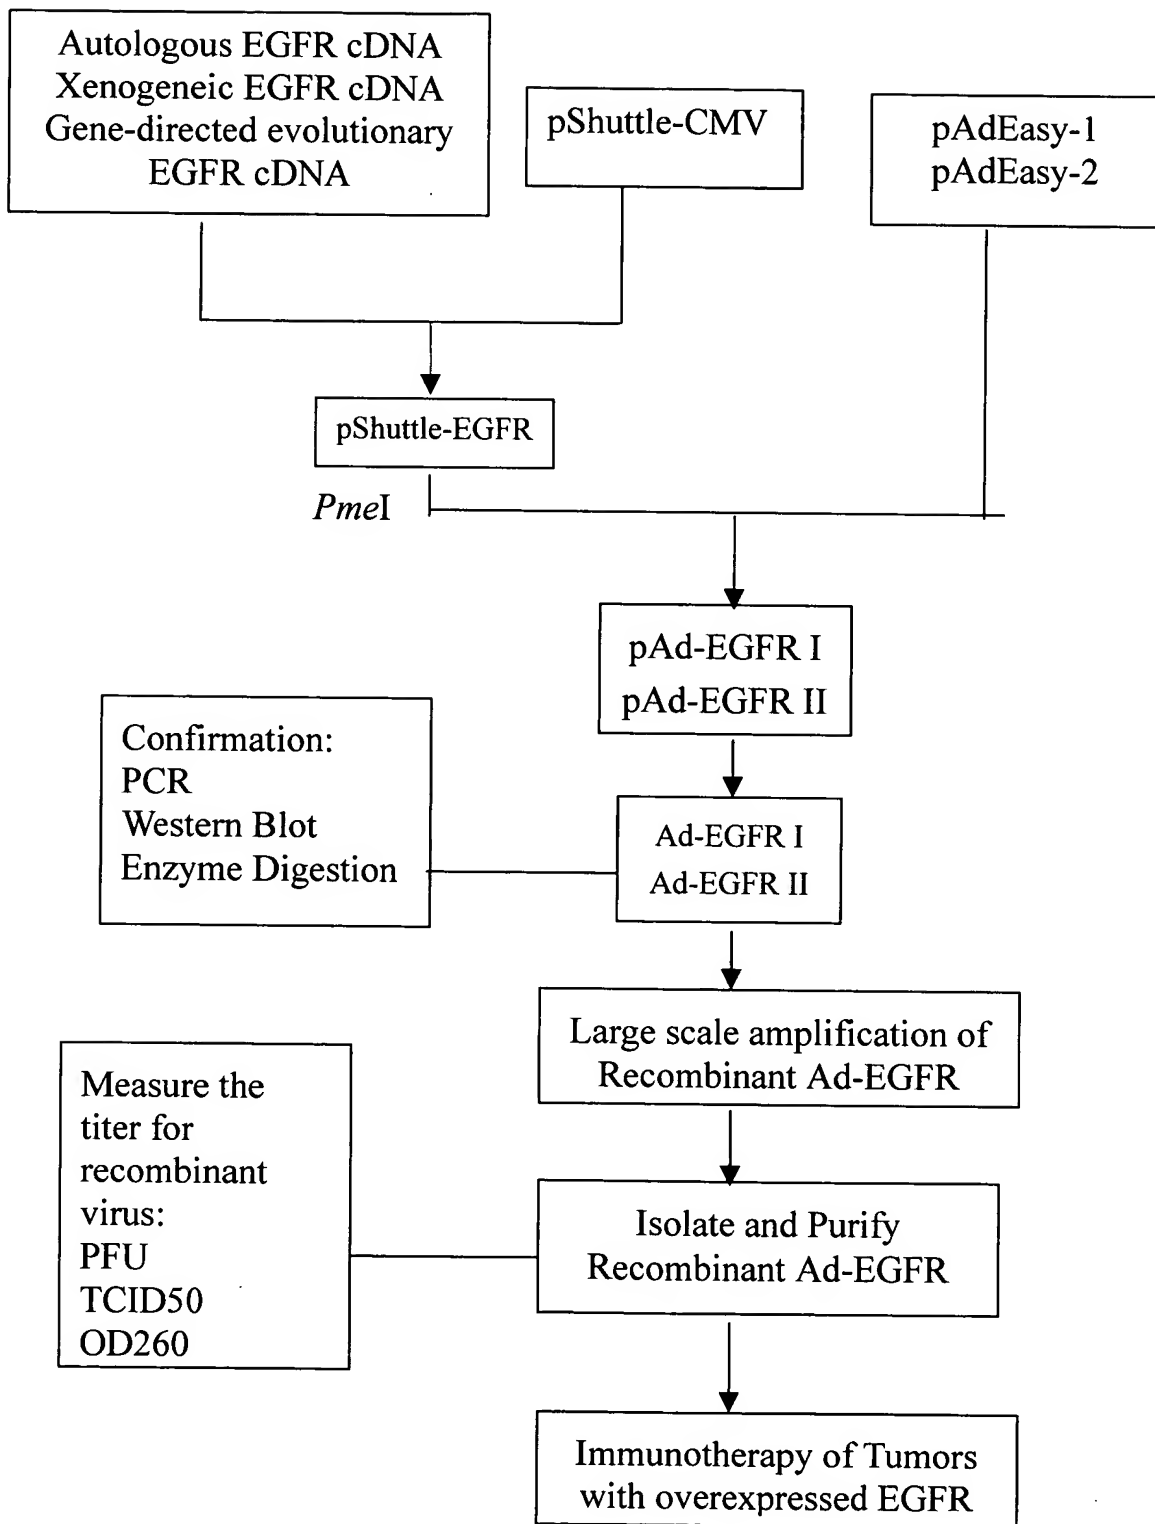 Autologous EGFR cDNA
Xenogeneic EGFR cDNA
Gene-directed evolutionary
EGFR cDNA
pShuttle-CMV
pAdEasy-1
pAdEasy-2
pShuttle-EGFR
PmeI
pAd-EGFR I
pAd-EGFR II
Confirmation:
PCR
Western Blot
Enzyme Digestion
Ad-EGFR I
Ad-EGFR II
Large scale amplification of
Recombinant Ad-EGFR
Measure the
titer for
recombinant
virus:
PFU
TCID50
OD260
Isolate and Purify
Recombinant Ad-EGFR
Immunotherapy of Tumors
with overexpressed EGFR